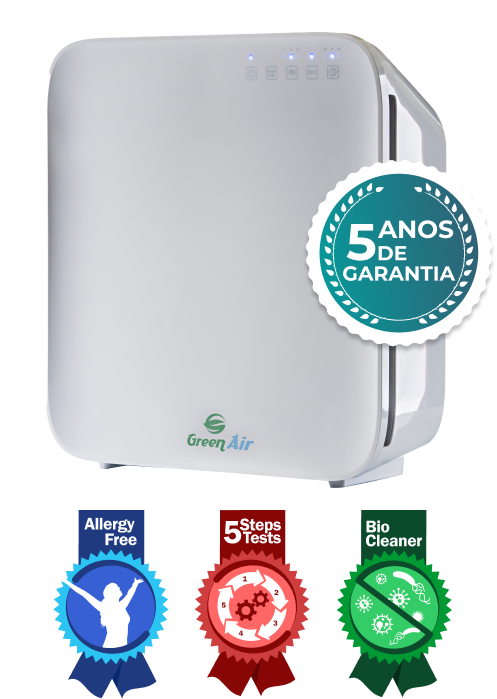 5 ANOS
DE
GARANTIA
Green Air
Allergy
Free
5 Steps
Tests
Bio
Cleaner
1
2
3
4
5